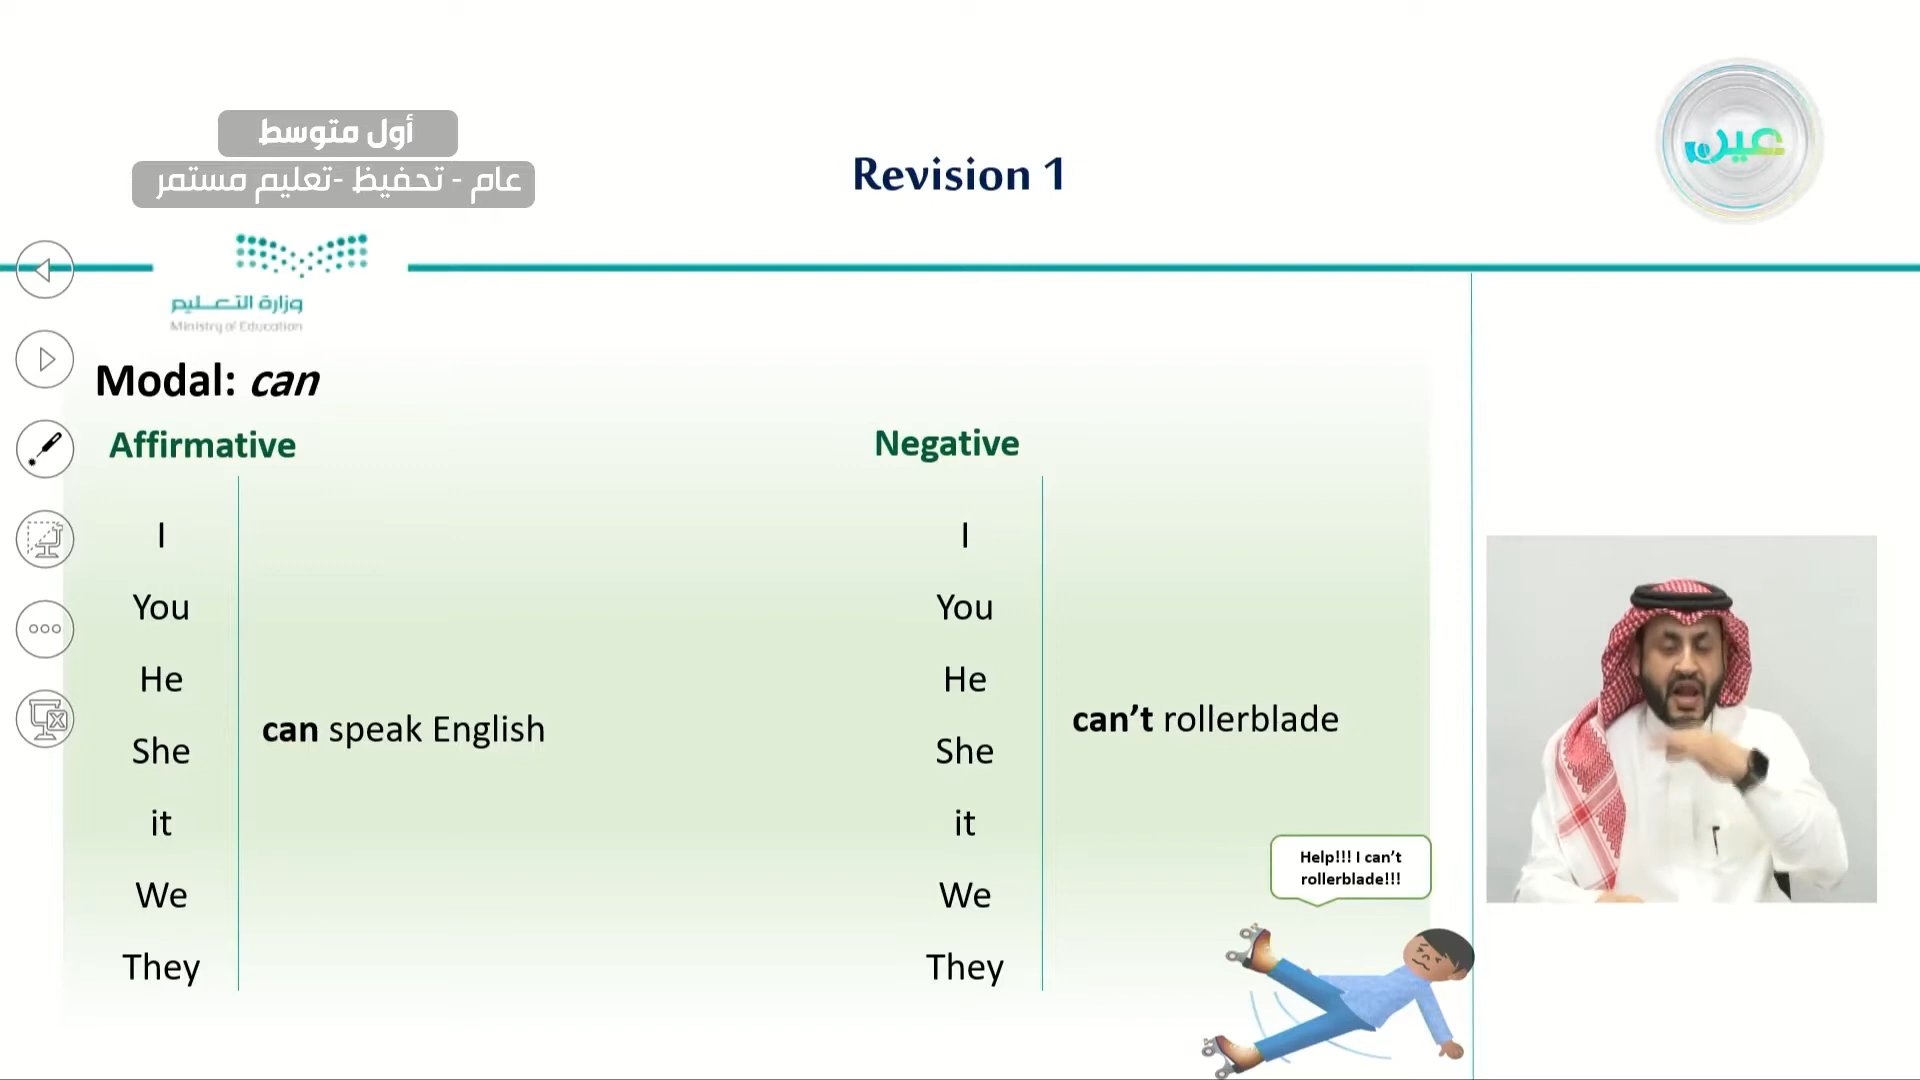 أول متوسط
عام - تحفيظ -تعليم مستمر
Revision 1
عين
وزارة التعليم
Ministry of Education
Modal: can
Affirmative
I
You
He
She
it
We
They
can speak English
Negative
I
You
He
She
it
We
They
can’t rollerblade
Help!!! I can’t
rollerblade!!!